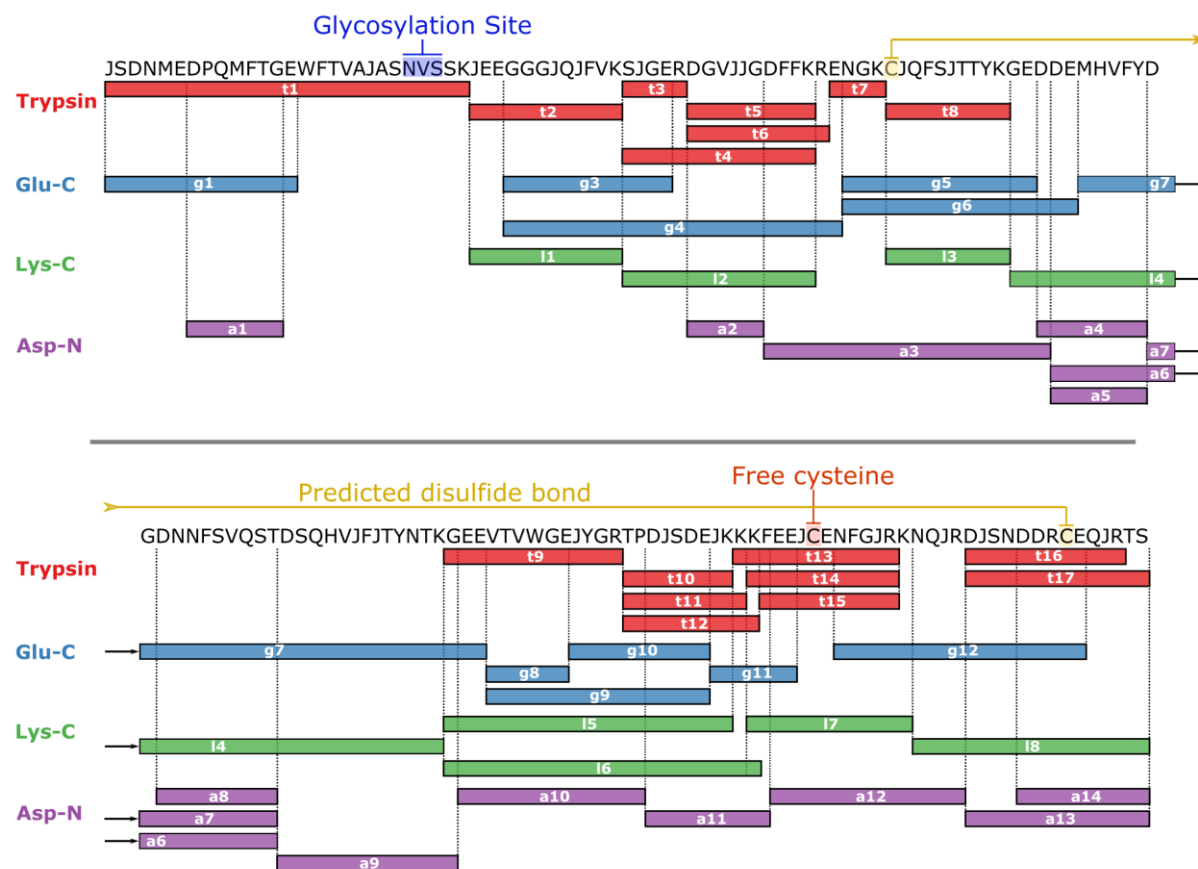 Glycosylation Site
JSDNMEDPQMFTGEWFTVAJASNVSSKJEEGGGJQJFVKSJGERDGVJJGDFFKRENGKCJQFSJTTYKGEDDEMHVFYD
Trypsin
t1 t3 t7
t2 t5 t8
t6
t4
Glu-C
g1 g3 g5 g7
g6
g4
Lys-C
l1 l3
l2 l4
Asp-N
a1 a2 a4
a3 a7
a6
a5
Predicted disulfide bond
Free cysteine
GDNNFSVQSTDSQHVJFJTYNTKGEEVTVWGEJYGRTPDJSDEJKKKFEEJCENFGJRKNQJRDJSNDDRCEQJRTS
Trypsin
t9 t13 t16
t10 t14 t17
t11 t15
t12
Glu-C
g7 g10 g12
g8 g11
g9
Lys-C
l5 l7
l4 l8
l6
Asp-N
a8 a10 a12 a14
a7 a11 a13
a6
a9